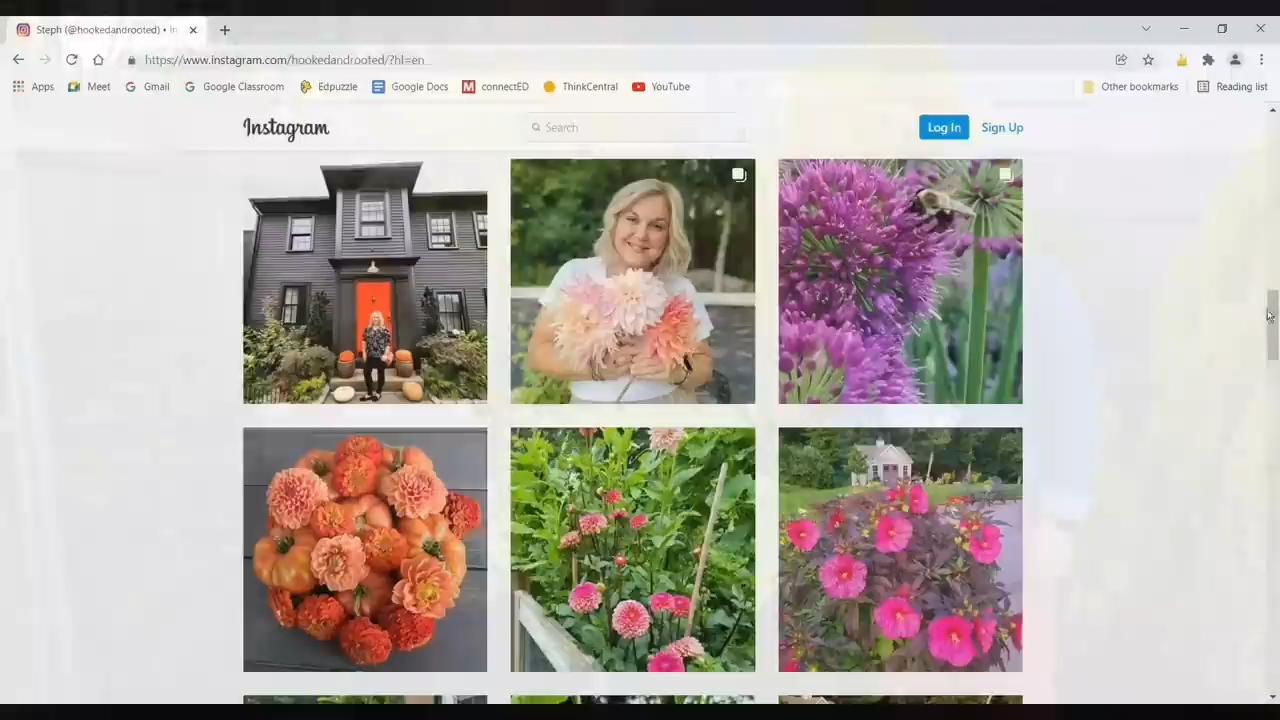 Steph (@hookedandrooted) • In
https://www.instagram.com/hookedandrooted/?hl=en
Apps Meet Gmail Google Classroom Edpuzzle Google Docs connectED ThinkCentral YouTube Other bookmarks Reading list
Instagram Search Log In Sign Up